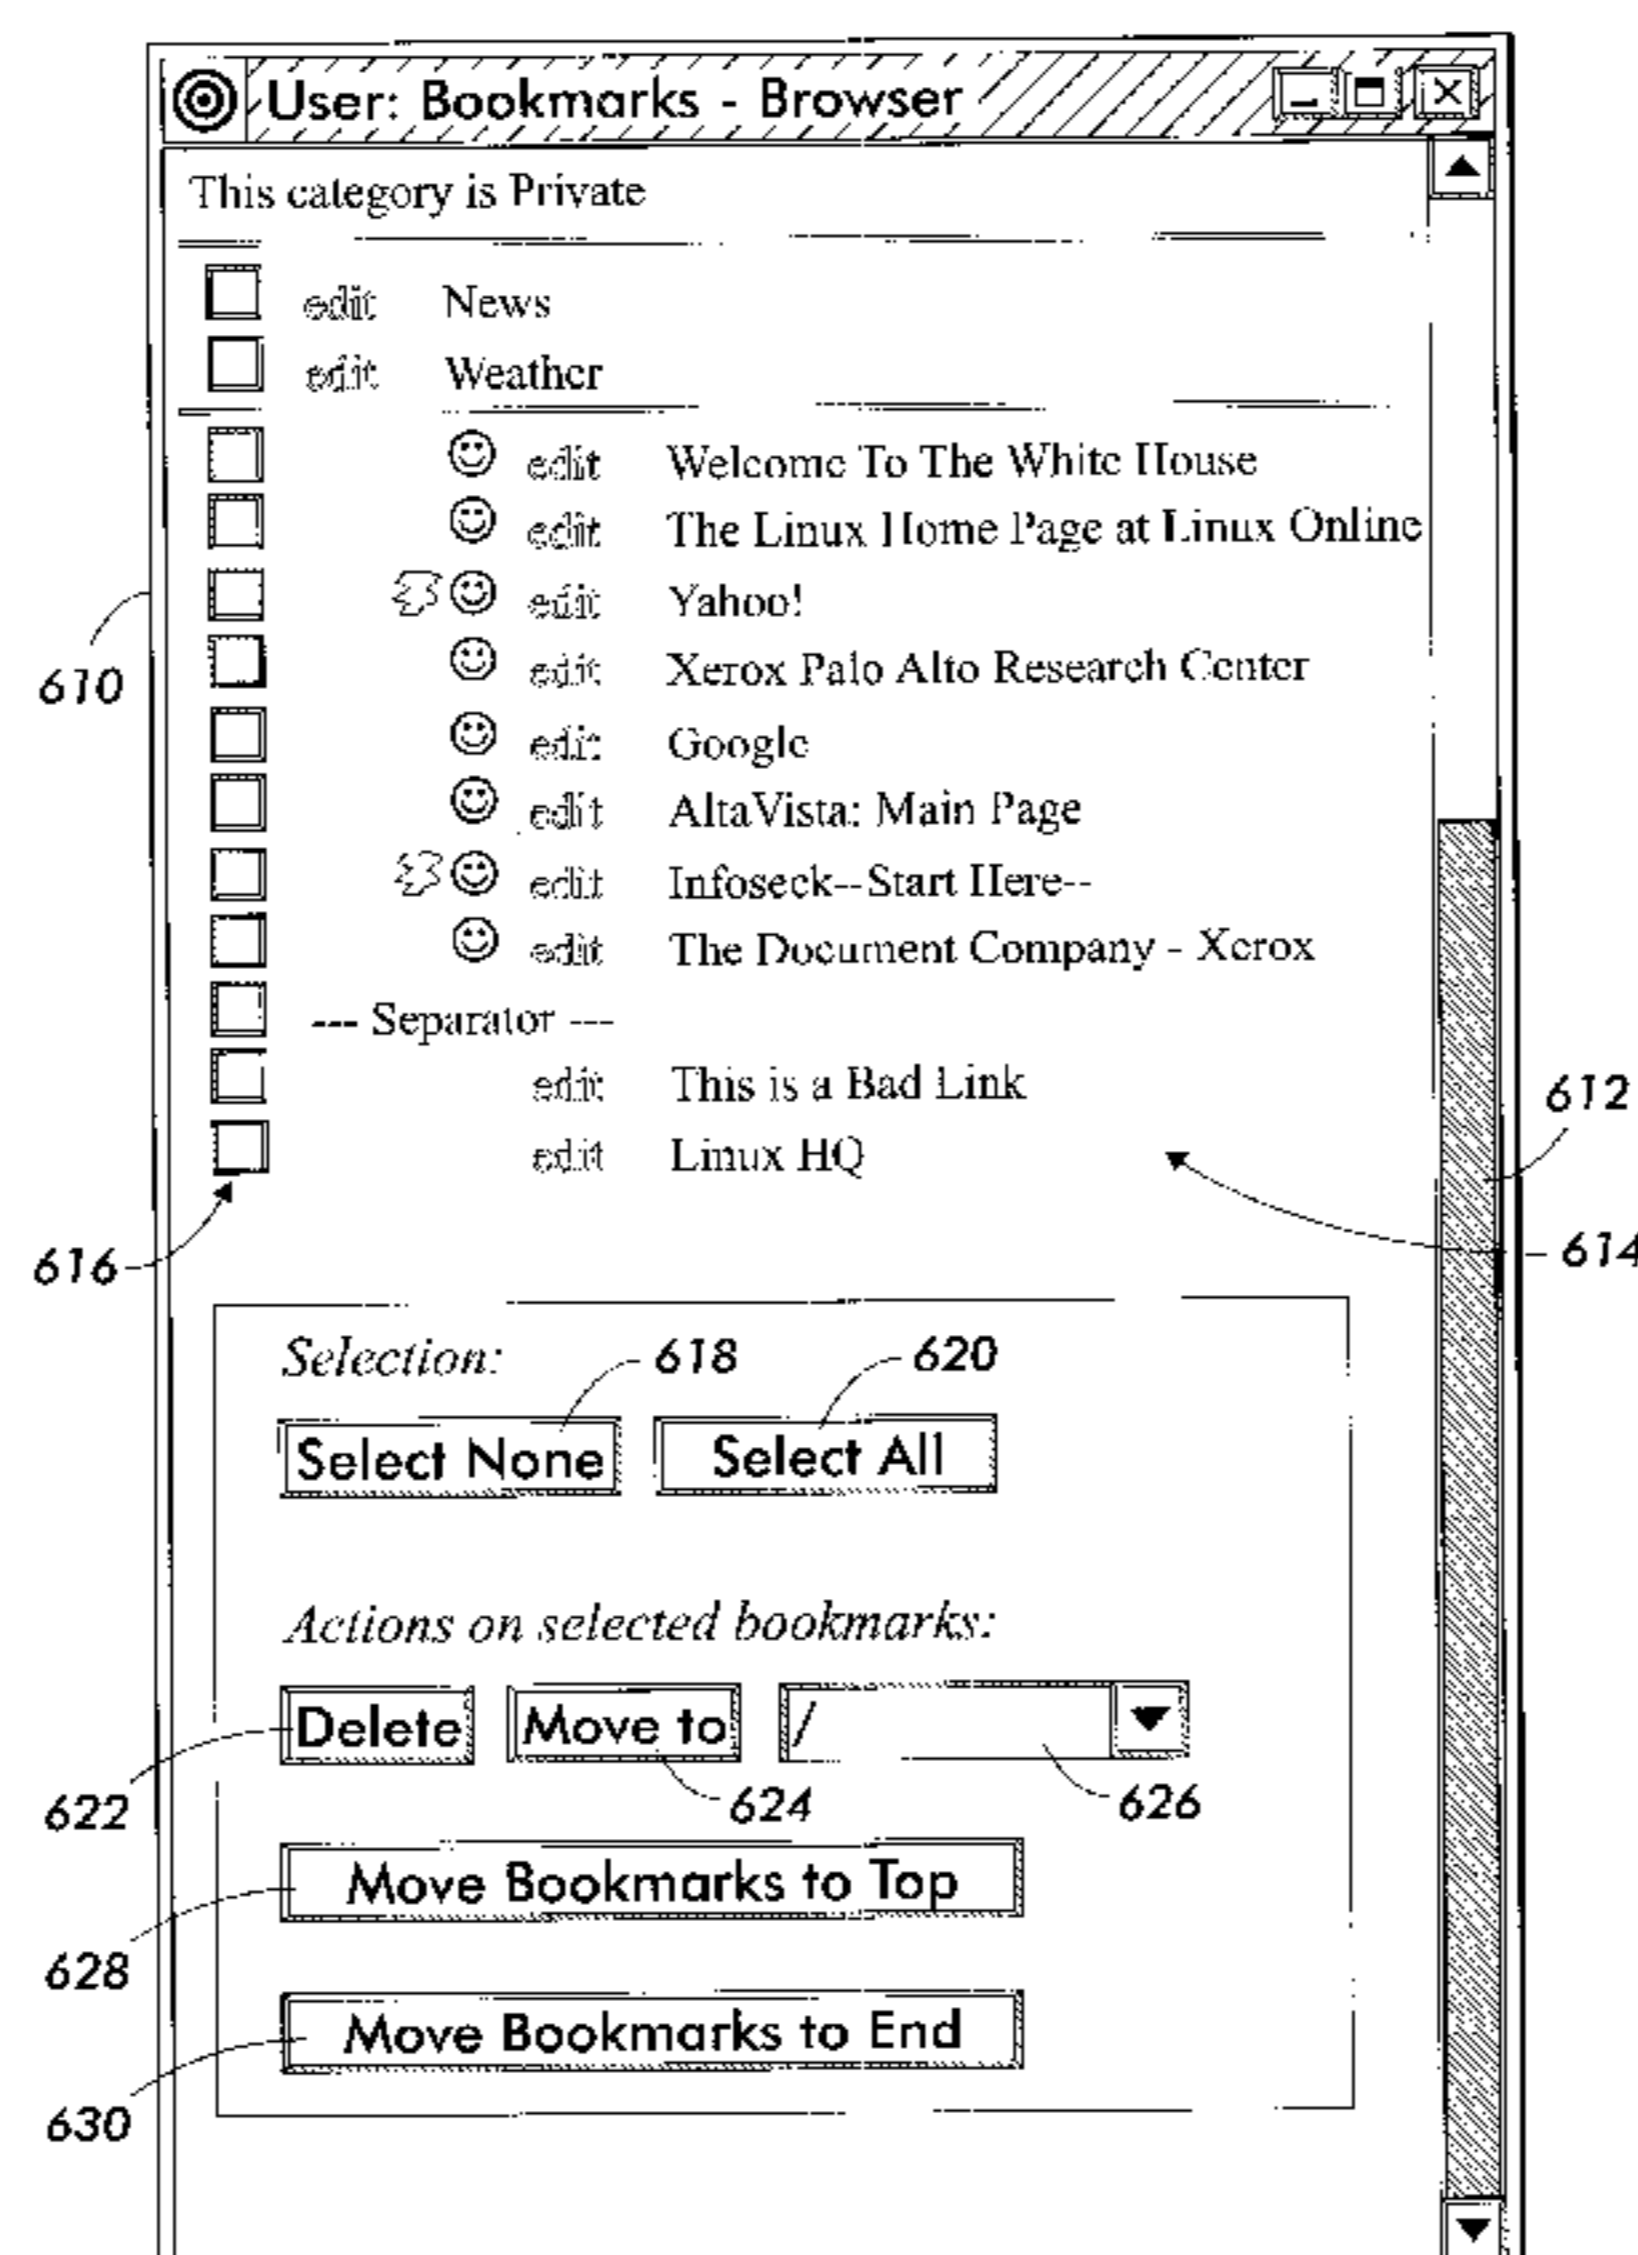 User: Bookmarks - Browser
This category is Private
edit News
edit Weather
edit Welcome To The White House
edit The Linux Home Page at Linux Online
edit Yahoo!
610
edit Xerox Palo Alto Research Center
edit Google
edit AltaVista: Main Page
edit Infoseek--Start Here--
edit The Document Company - Xerox
--- Separator ---
edit This is a Bad Link
612
edit Linux HQ
616
614
Selection:
618
620
Select None
Select All
Actions on selected bookmarks:
Delete
Move to
/
622
624
626
Move Bookmarks to Top
628
Move Bookmarks to End
630